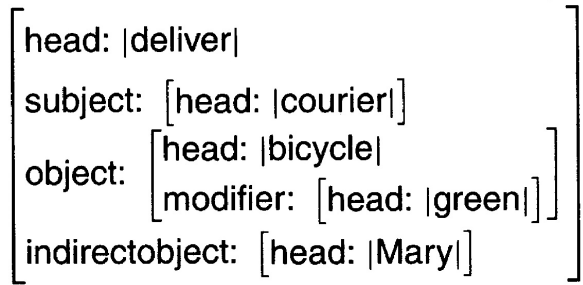 head: |deliver|
subject: [head: |courier|]
object: [head: |bicycle|
modifier: [head: |green|]]
indirectobject: [head: |Mary|]